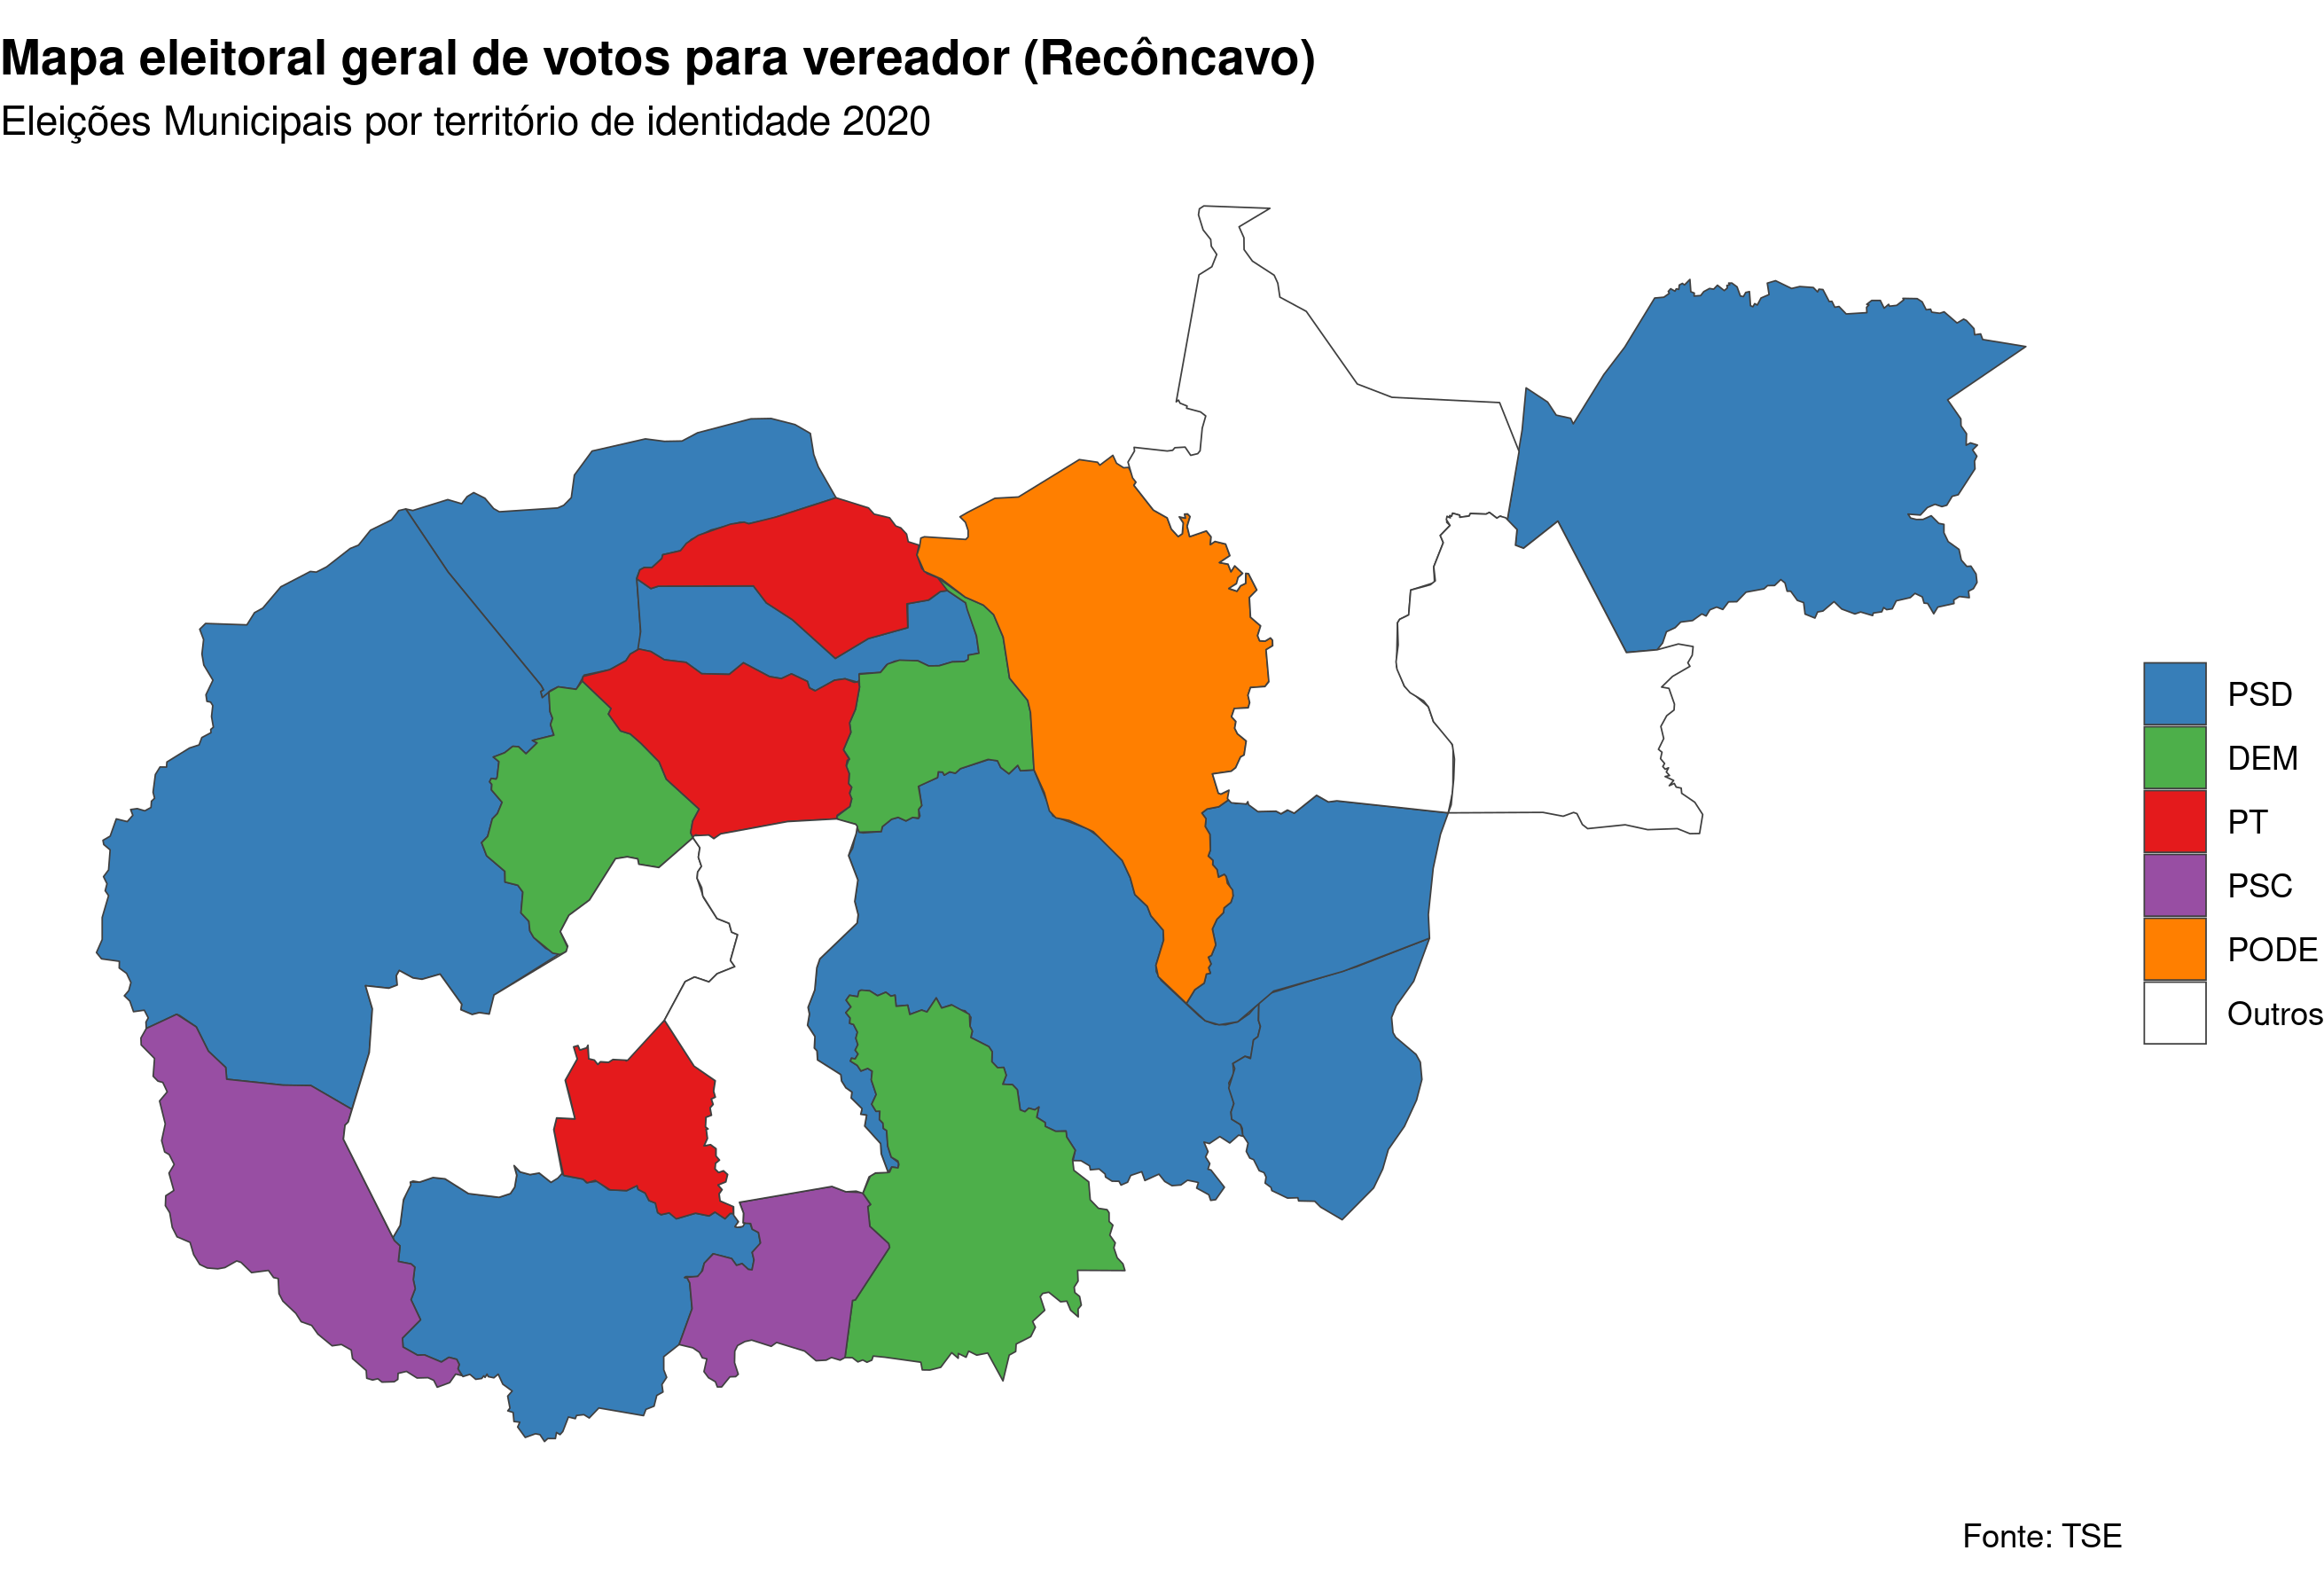 Mapa eleitoral geral de votos para vereador (Recôncavo)
Eleições Municipais por território de identidade 2020
PSD
DEM
PT
PSC
PODE
Outros
Fonte: TSE